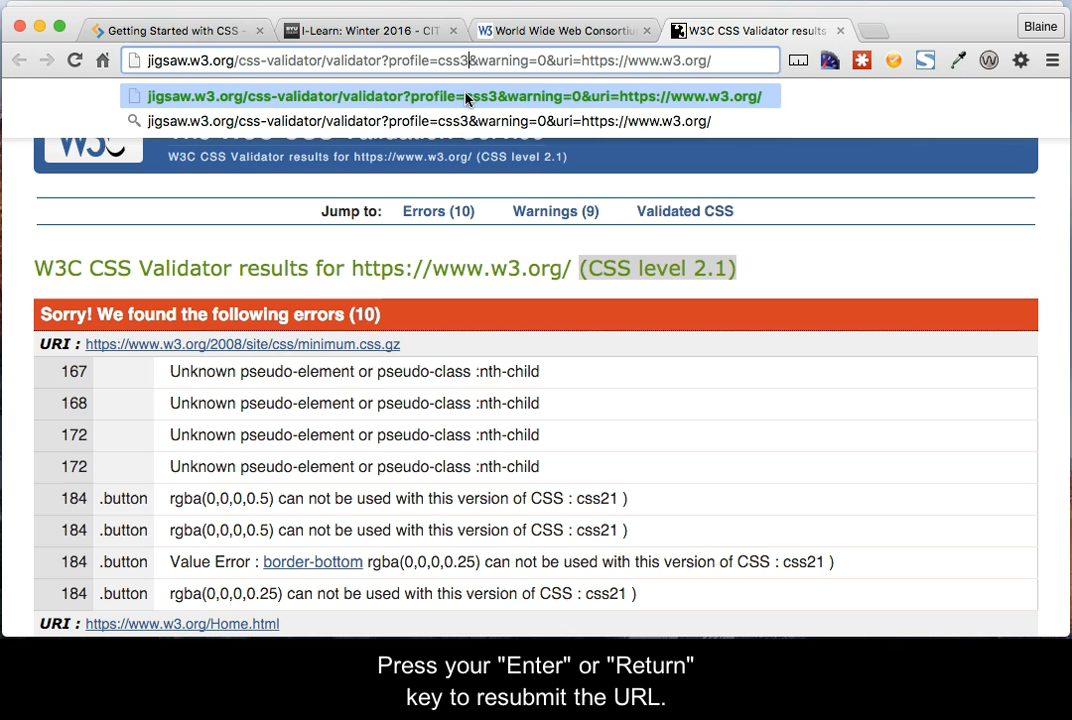 Getting Started with CSS -
I-Learn: Winter 2016 - CIT
World Wide Web Consortiu
W3C CSS Validator results
Blaine
jigsaw.w3.org/css-validator/validator?profile=css3&warning=0&uri=https://www.w3.org/
jigsaw.w3.org/css-validator/validator?profile=css3&warning=0&uri=https://www.w3.org/
jigsaw.w3.org/css-validator/validator?profile=css3&warning=0&uri=https://www.w3.org/
W3C CSS Validator results for https://www.w3.org/ (CSS level 2.1)
Jump to: Errors (10) Warnings (9) Validated CSS
W3C CSS Validator results for https://www.w3.org/ (CSS level 2.1)
Sorry! We found the following errors (10)
URI : https://www.w3.org/2008/site/css/minimum.css.gz
167 Unknown pseudo-element or pseudo-class :nth-child
168 Unknown pseudo-element or pseudo-class :nth-child
172 Unknown pseudo-element or pseudo-class :nth-child
172 Unknown pseudo-element or pseudo-class :nth-child
184 .button rgba(0,0,0,0.5) can not be used with this version of CSS : css21 )
184 .button rgba(0,0,0,0.5) can not be used with this version of CSS : css21 )
184 .button Value Error : border-bottom rgba(0,0,0,0.25) can not be used with this version of CSS : css21 )
184 .button rgba(0,0,0,0.25) can not be used with this version of CSS : css21 )
URI : https://www.w3.org/Home.html
Press your "Enter" or "Return"
key to resubmit the URL.